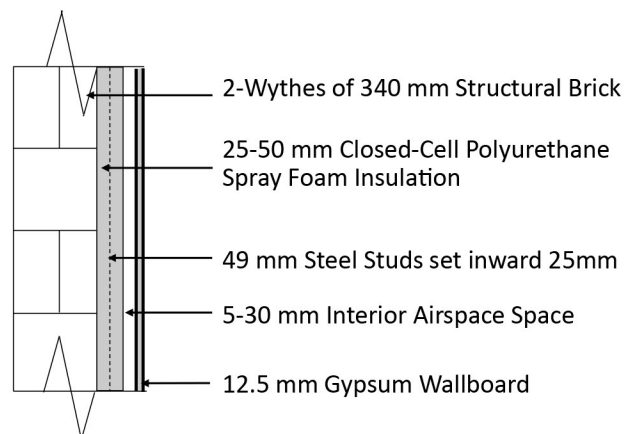 2-Wythes of 340 mm Structural Brick
25-50 mm Closed-Cell Polyurethane
Spray Foam Insulation
49 mm Steel Studs set inward 25mm
5-30 mm Interior Airspace Space
12.5 mm Gypsum Wallboard